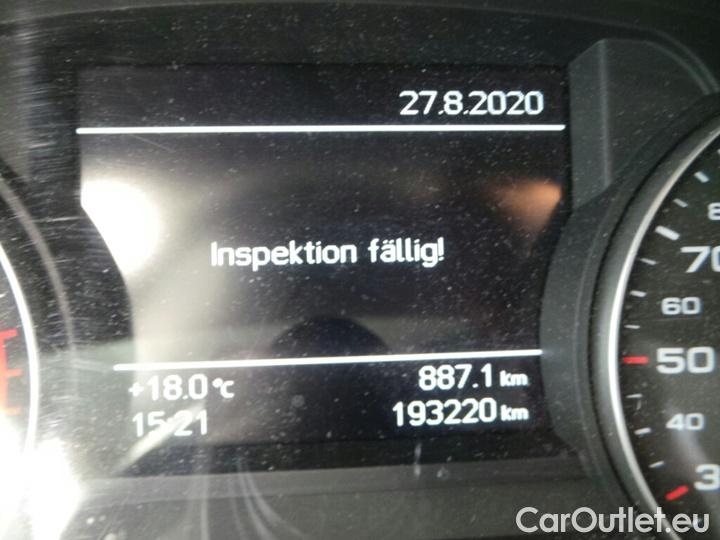 27.8.2020
Inspektion fällig!
+18.0 °C 887.1 km
15:21 193220 km
70
60
50
40
CarOutlet.eu